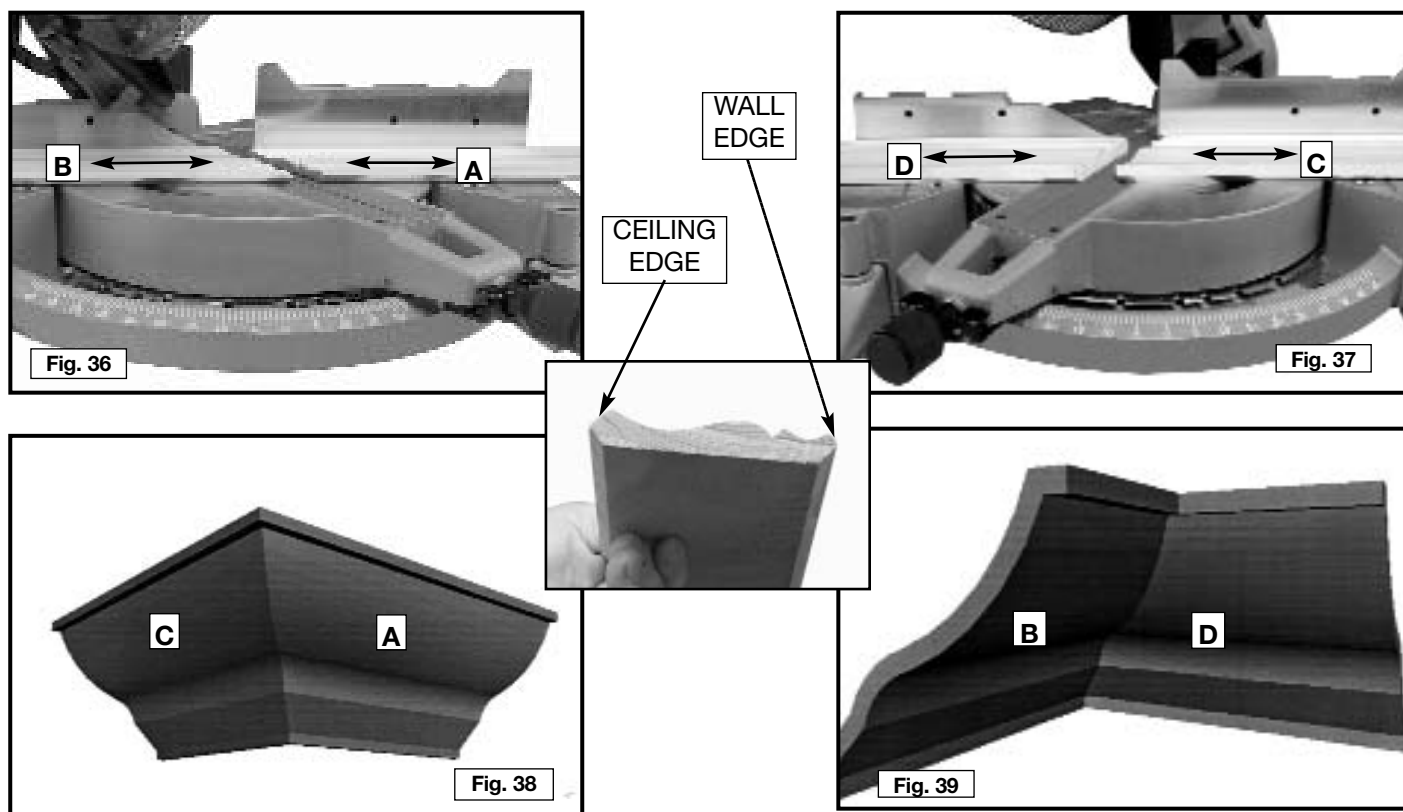 B
A
Fig. 36
WALL
EDGE
CEILING
EDGE
D
C
Fig. 37
C
A
Fig. 38
B
D
Fig. 39